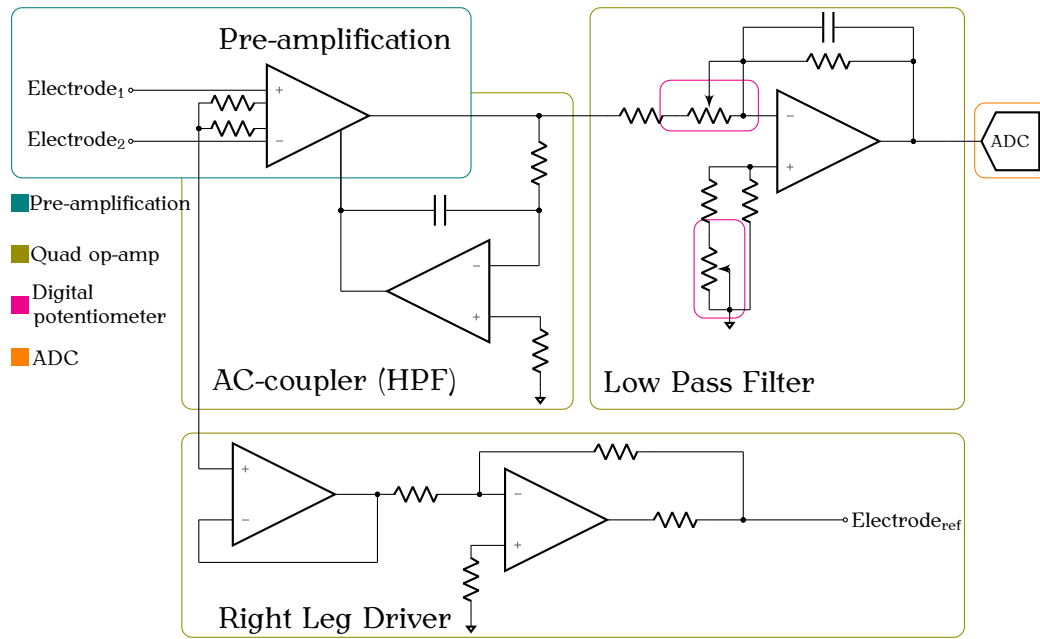 Pre-amplification
Electrode1
+
Electrode2
−
−
+
ADC
Pre-amplification
Quad op-amp
Digital
potentiometer
ADC
−
+
AC-coupler (HPF)
Low Pass Filter
+
−
−
+
Electroderef
Right Leg Driver